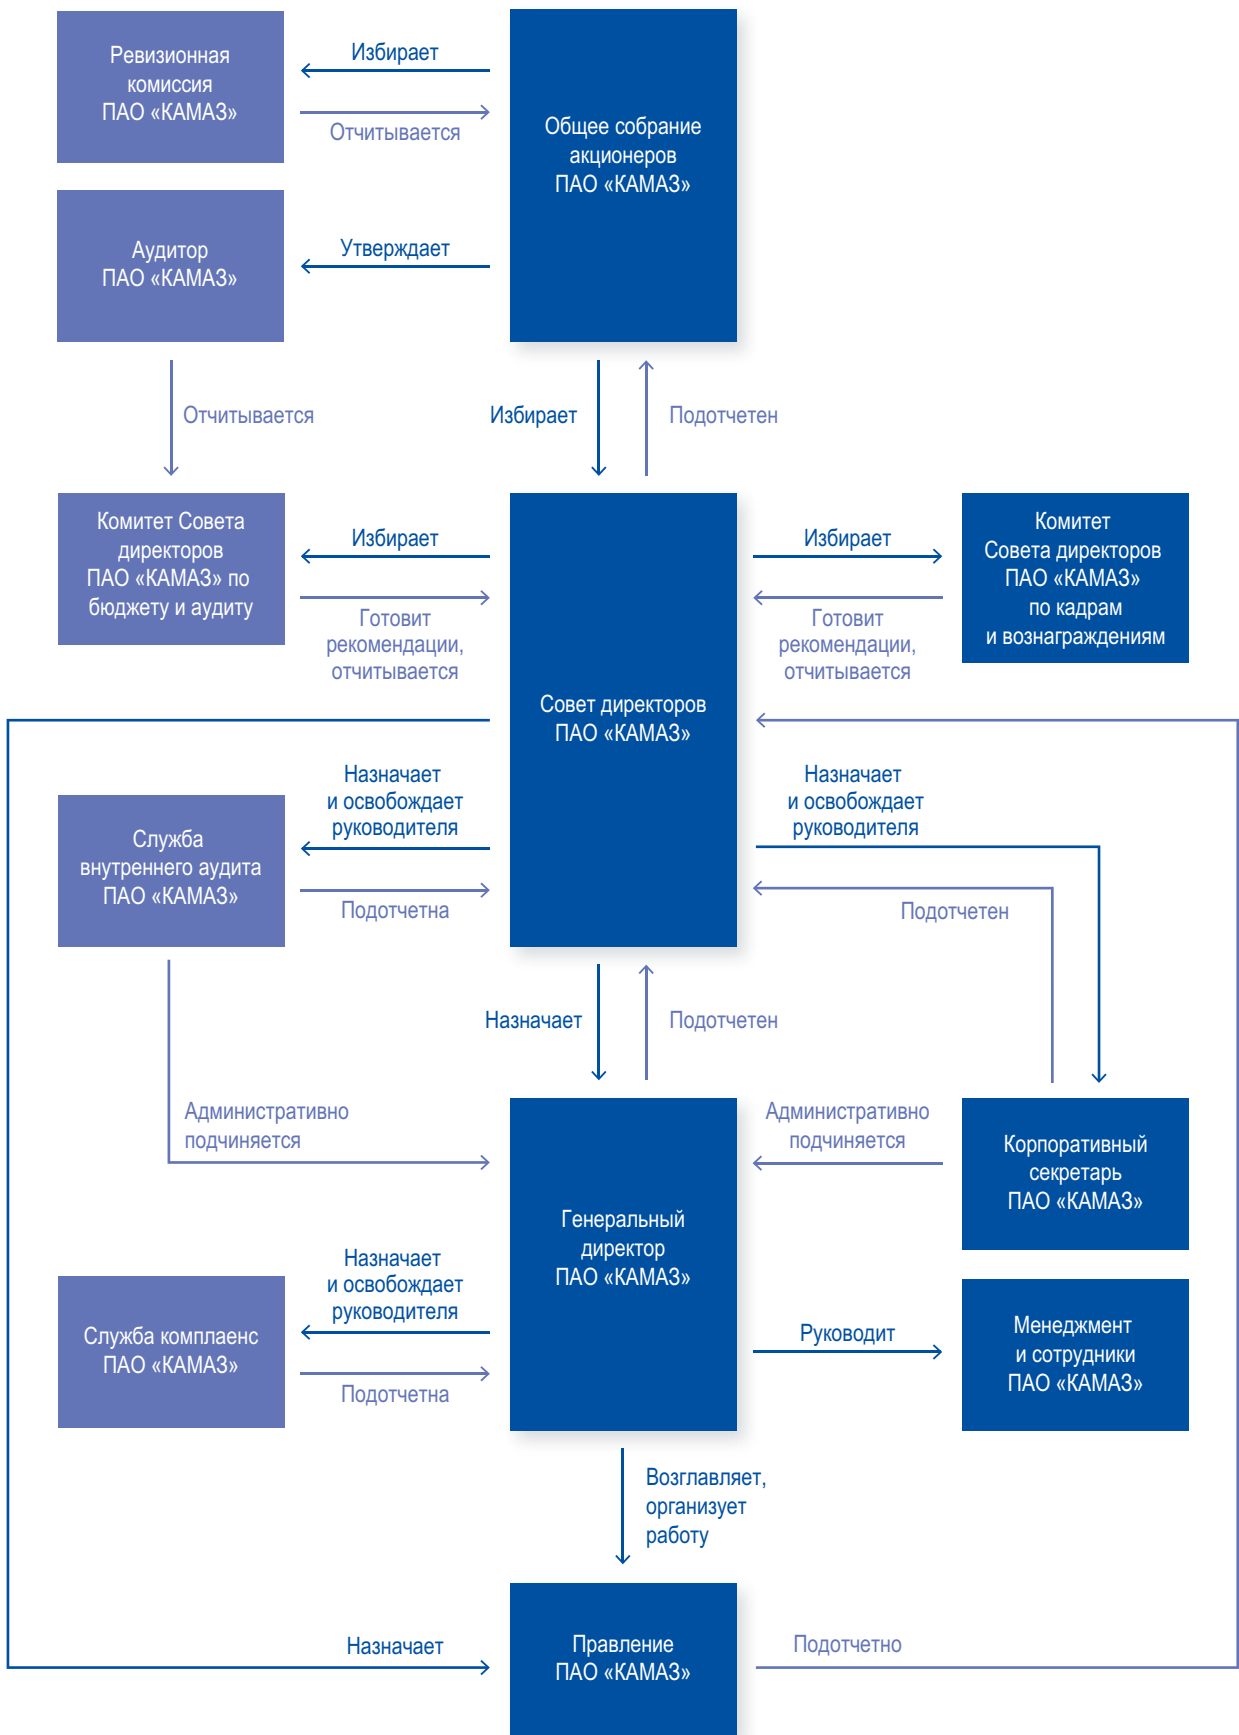 Ревизионная
комиссия
ПАО «КАМАЗ»
Избирает
Отчитывается
Общее собрание
акционеров
ПАО «КАМАЗ»
Аудитор
ПАО «КАМАЗ»
Утверждает
Отчитывается
Избирает
Подотчетен
Комитет Совета
директоров
ПАО «КАМАЗ» по
бюджету и аудиту
Избирает
Готовит
рекомендации,
отчитывается
Совет директоров
ПАО «КАМАЗ»
Избирает
Готовит
рекомендации,
отчитывается
Комитет
Совета директоров
ПАО «КАМАЗ»
по кадрам
и вознаграждениям
Служба
внутреннего аудита
ПАО «КАМАЗ»
Назначает
и освобождает
руководителя
Подотчетна
Назначает
и освобождает
руководителя
Подотчетен
Назначает
Подотчетен
Административно
подчиняется
Генеральный
директор
ПАО «КАМАЗ»
Административно
подчиняется
Корпоративный
секретарь
ПАО «КАМАЗ»
Служба комплаенс
ПАО «КАМАЗ»
Назначает
и освобождает
руководителя
Подотчетна
Руководит
Менеджмент
и сотрудники
ПАО «КАМАЗ»
Возглавляет,
организует
работу
Назначает
Правление
ПАО «КАМАЗ»
Подотчетно